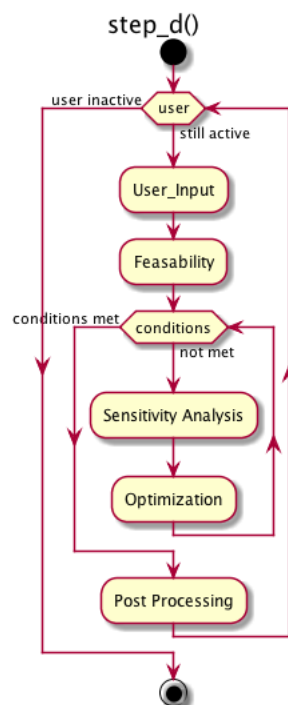 step_d()
user inactive
user
still active
User_Input
Feasability
conditions met
conditions
not met
Sensitivity Analysis
Optimization
Post Processing